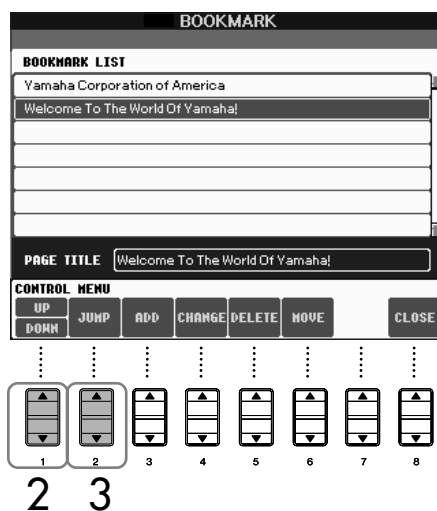 BOOKMARK
BOOKMARK LIST
Yamaha Corporation of America
Welcome To The World Of Yamaha!
PAGE TITLE Welcome To The World Of Yamaha!
CONTROL MENU
UP
DOWN
JUMP ADD CHANGE DELETE MOVE CLOSE
1 2 3 4 5 6 7 8
2 3